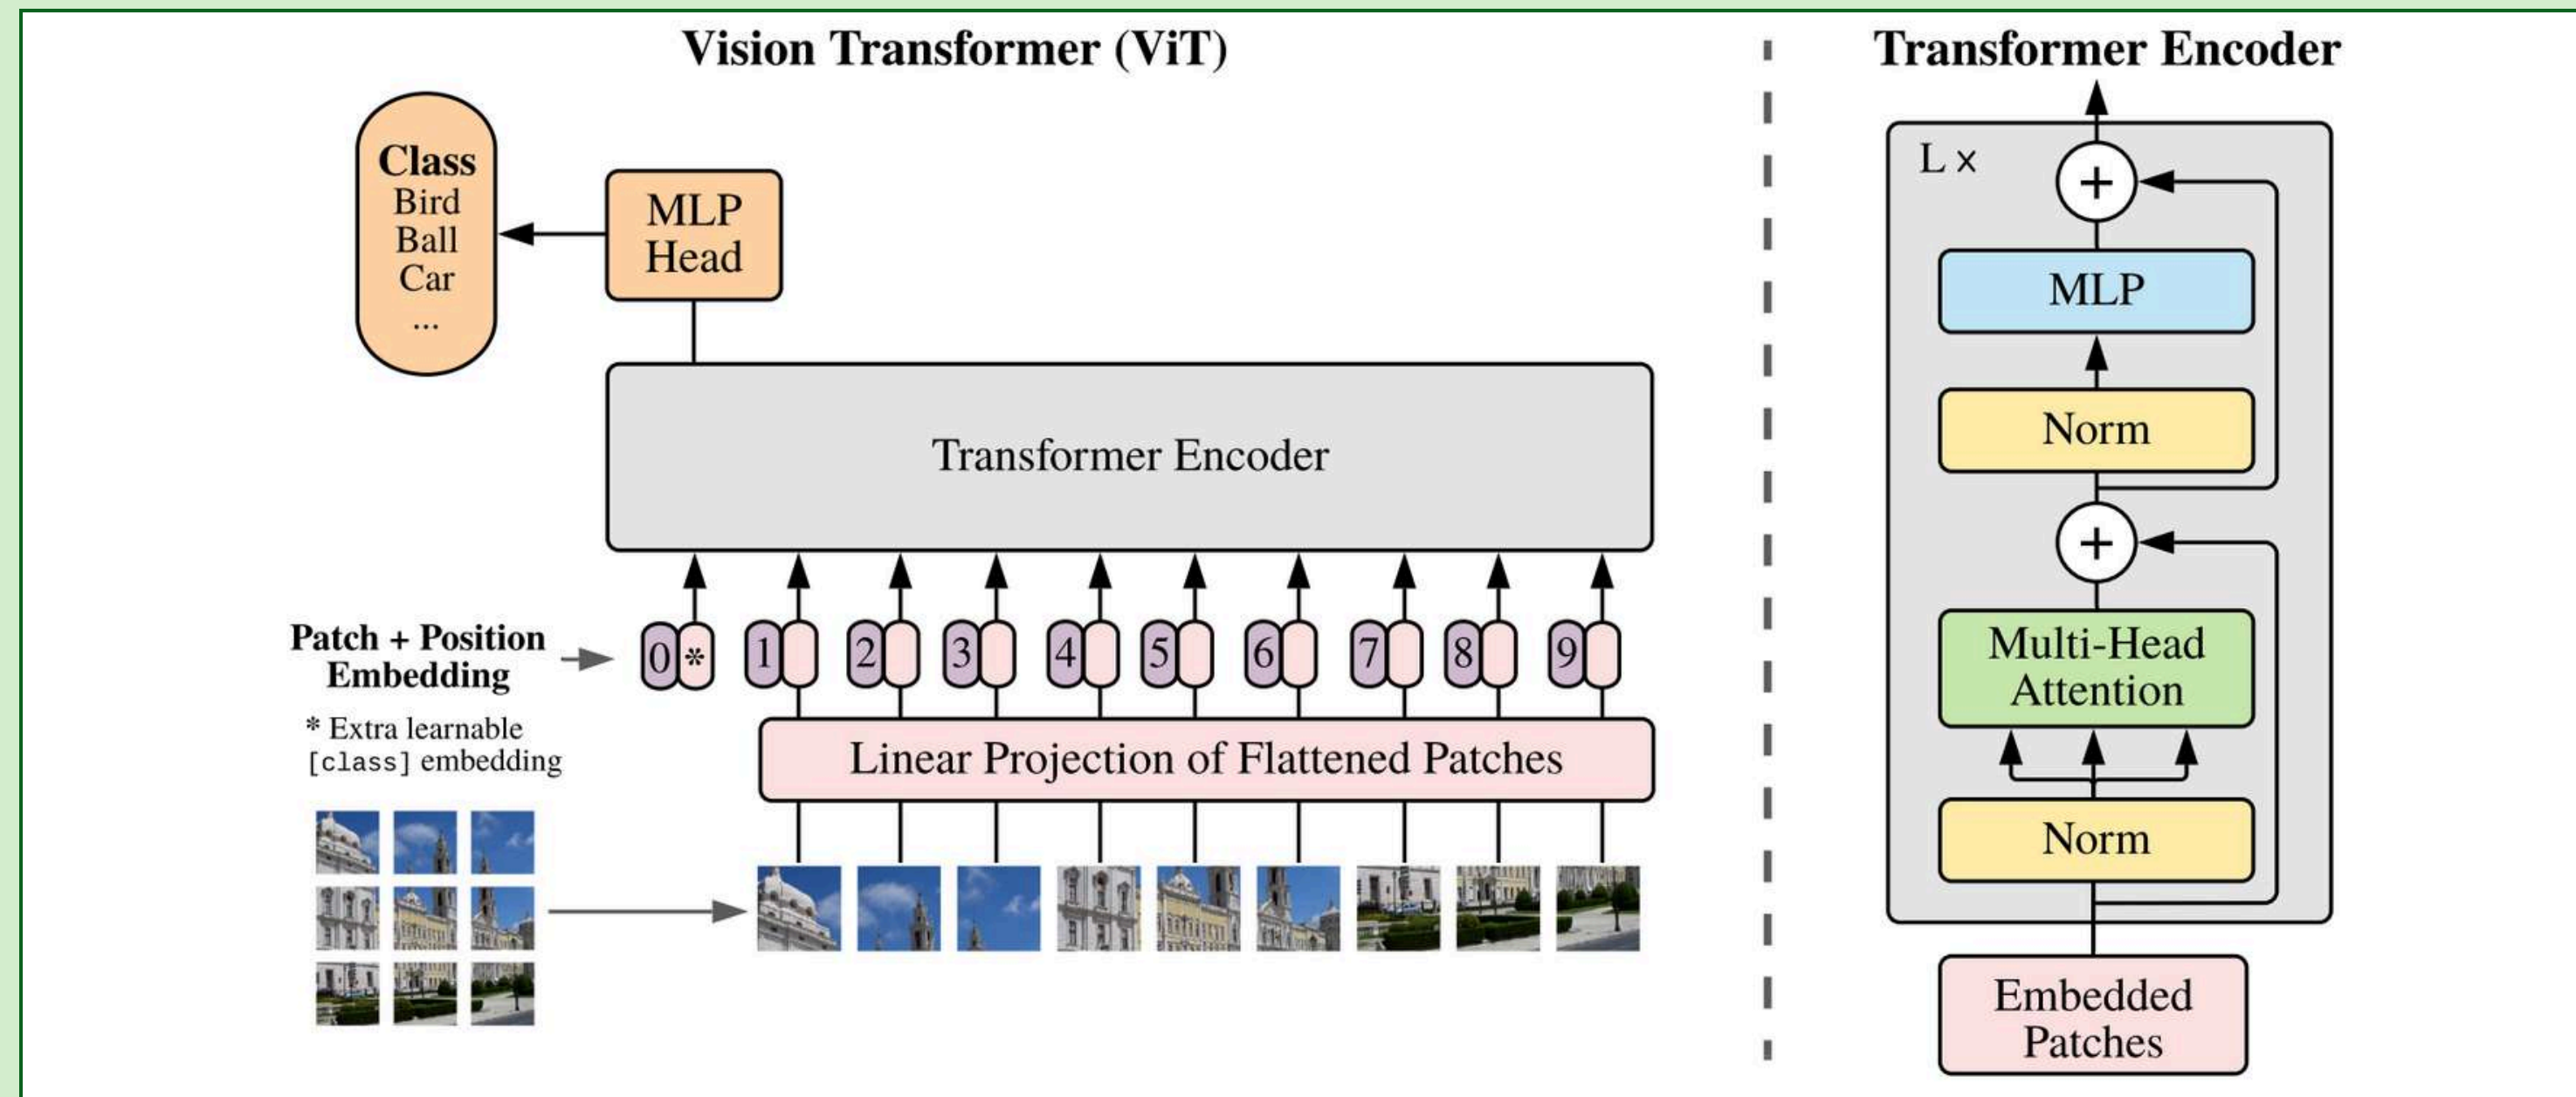 Vision Transformer (ViT)
Class
Bird
Ball
Car
...
MLP
Head
Transformer Encoder
Patch + Position
Embedding
0 * 1 2 3 4 5 6 7 8 9
* Extra learnable
[class] embedding
Linear Projection of Flattened Patches
Transformer Encoder
L ×
+
MLP
Norm
+
Multi-Head
Attention
Norm
Embedded
Patches